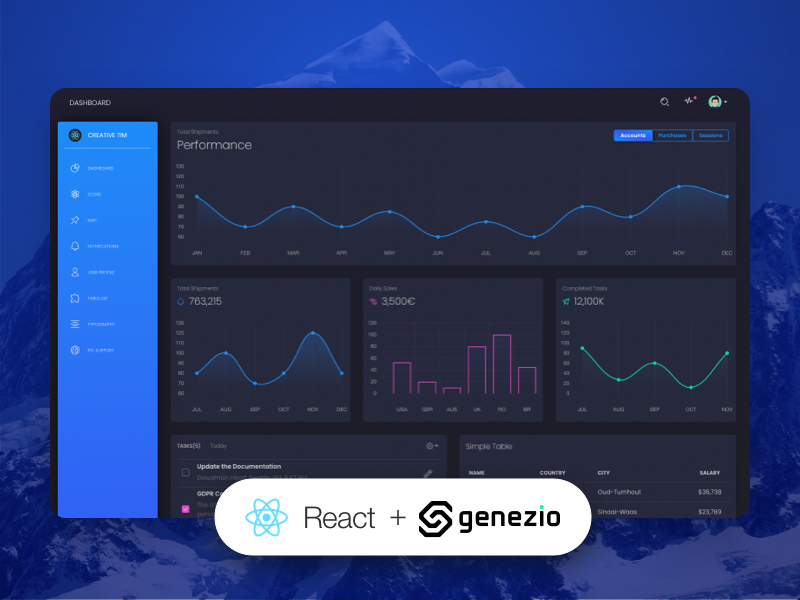 DASHBOARD
CREATIVE TIM
DASHBOARD
ICONS
MAP
NOTIFICATIONS
USER PROFILE
TABLE LIST
TYPOGRAPHY
RTL SUPPORT
Total Shipments
Performance
Accounts Purchases Sessions
130
120
110
100
90
80
70
60
JAN FEB MAR APR MAY JUN JUL AUG SEP OCT NOV DEC
Total Shipments
763,215
130
120
110
100
90
80
70
60
JUL AUG SEP OCT NOV DEC
Daily Sales
3,500€
120
100
80
60
40
20
0
USA GER AUS UK RO BR
Completed Tasks
12,100K
140
120
100
80
60
40
20
0
JUL AUG SEP OCT NOV
TASKS(5) Today
Update the Documentation
GDPR
Simple Table
NAME COUNTRY CITY SALARY
Oud-Turnhout $36,738
Sinaai-Waas $23,789
React + genezio